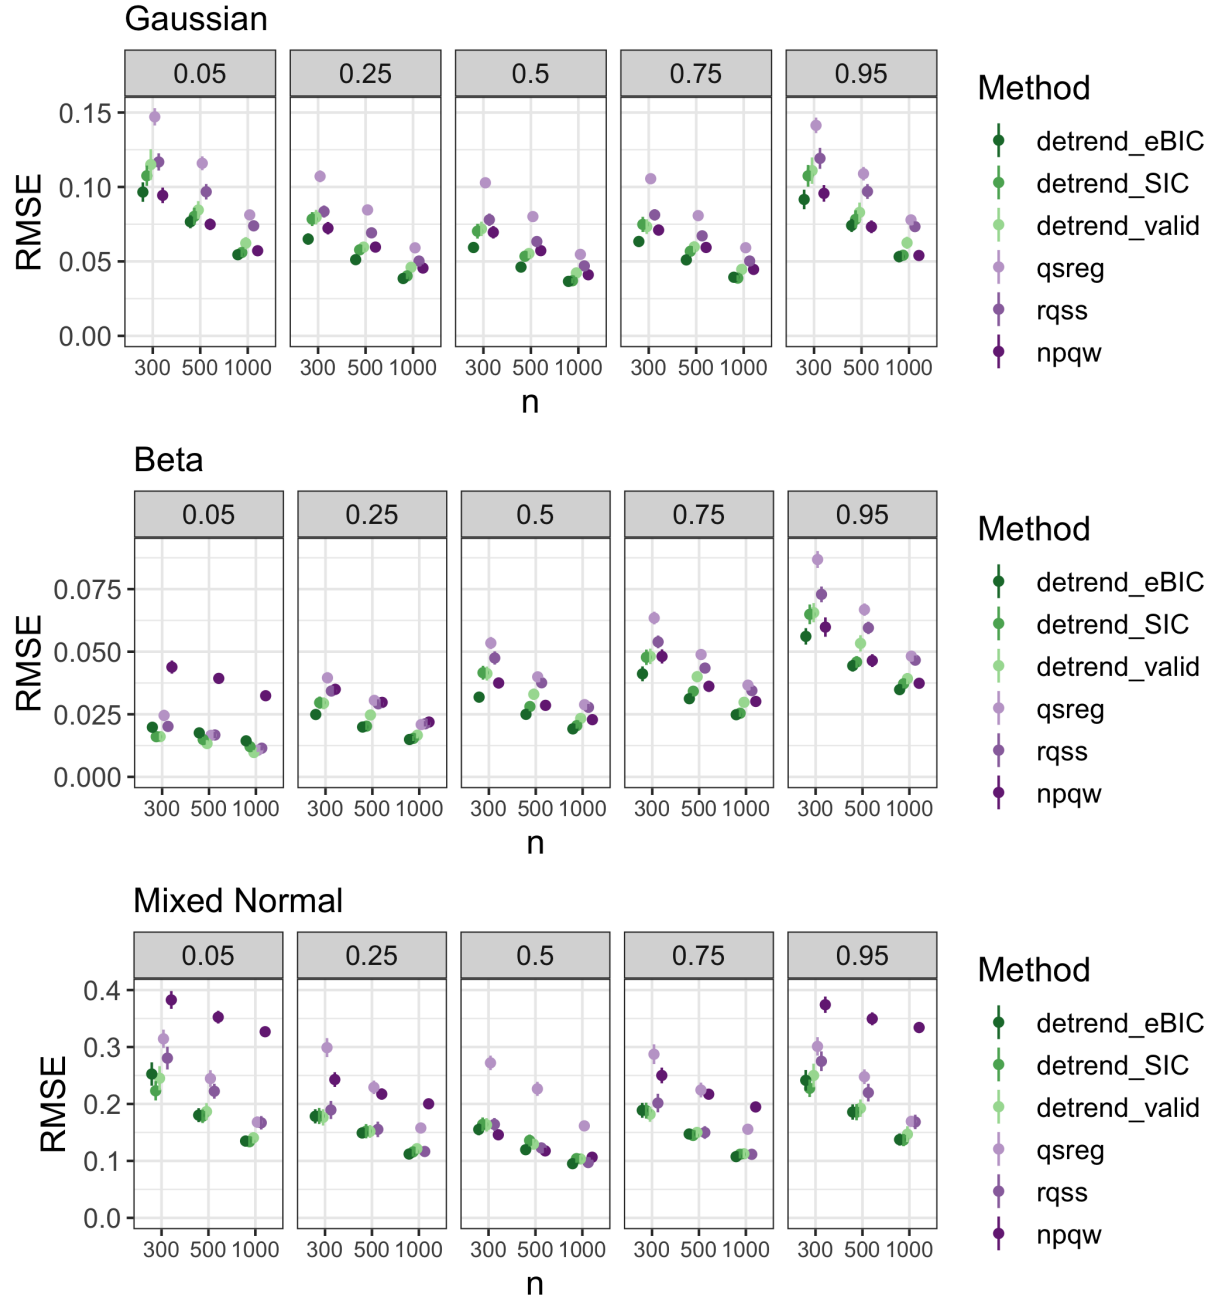 Gaussian
0.05 0.25 0.5 0.75 0.95
RMSE
0.15
0.10
0.05
0.00
300 500 1000 300 500 1000 300 500 1000 300 500 1000 300 500 1000
n
Method
detrend_eBIC
detrend_SIC
detrend_valid
qsreg
rqss
npqw
Beta
0.05 0.25 0.5 0.75 0.95
RMSE
0.075
0.050
0.025
0.000
300 500 1000 300 500 1000 300 500 1000 300 500 1000 300 500 1000
n
Method
detrend_eBIC
detrend_SIC
detrend_valid
qsreg
rqss
npqw
Mixed Normal
0.05 0.25 0.5 0.75 0.95
RMSE
0.4
0.3
0.2
0.1
0.0
300 500 1000 300 500 1000 300 500 1000 300 500 1000 300 500 1000
n
Method
detrend_eBIC
detrend_SIC
detrend_valid
qsreg
rqss
npqw